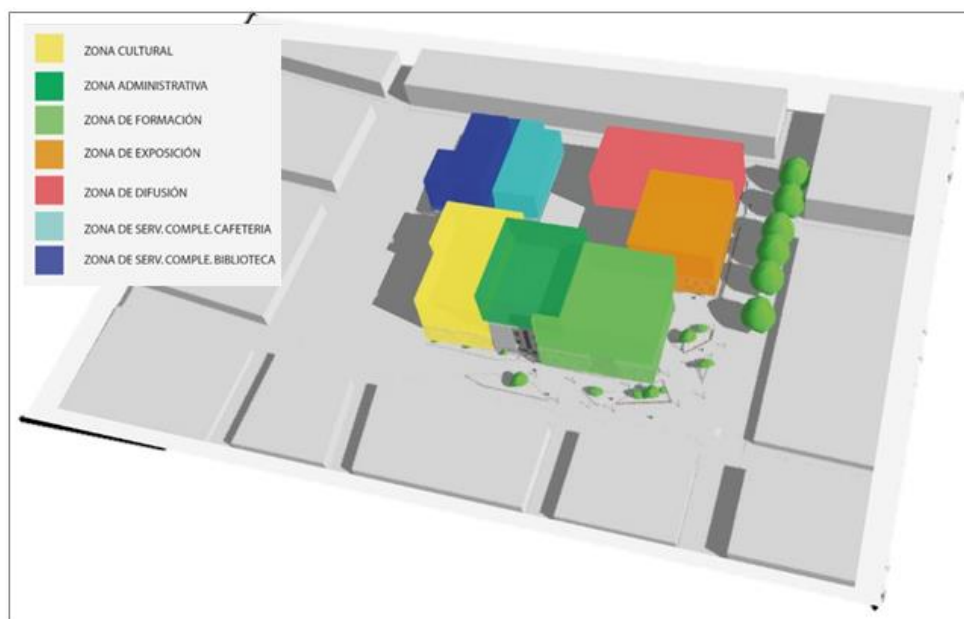 ZONA CULTURAL
ZONA ADMINISTRATIVA
ZONA DE FORMACIÓN
ZONA DE EXPOSICIÓN
ZONA DE DIFUSIÓN
ZONA DE SERV. COMPLE. CAFETERIA
ZONA DE SERV. COMPLE. BIBLIOTECA